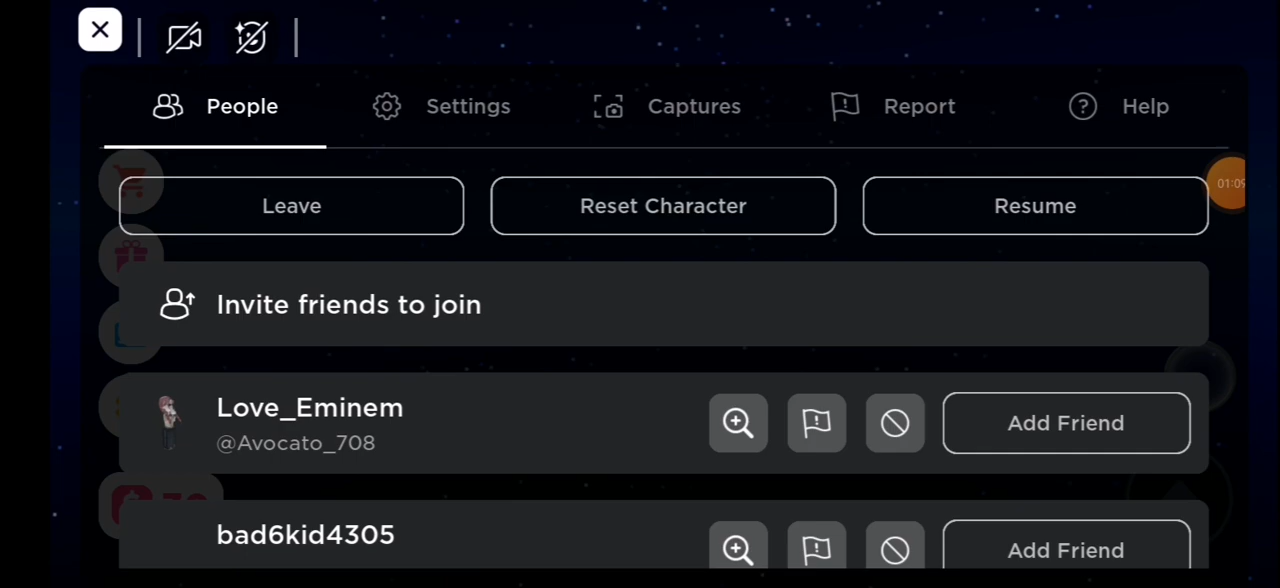 People
Settings
Captures
Report
Help
Leave
Reset Character
Resume
01:09
Invite friends to join
Love_Eminem
@Avocato_708
Add Friend
bad6kid4305
Add Friend